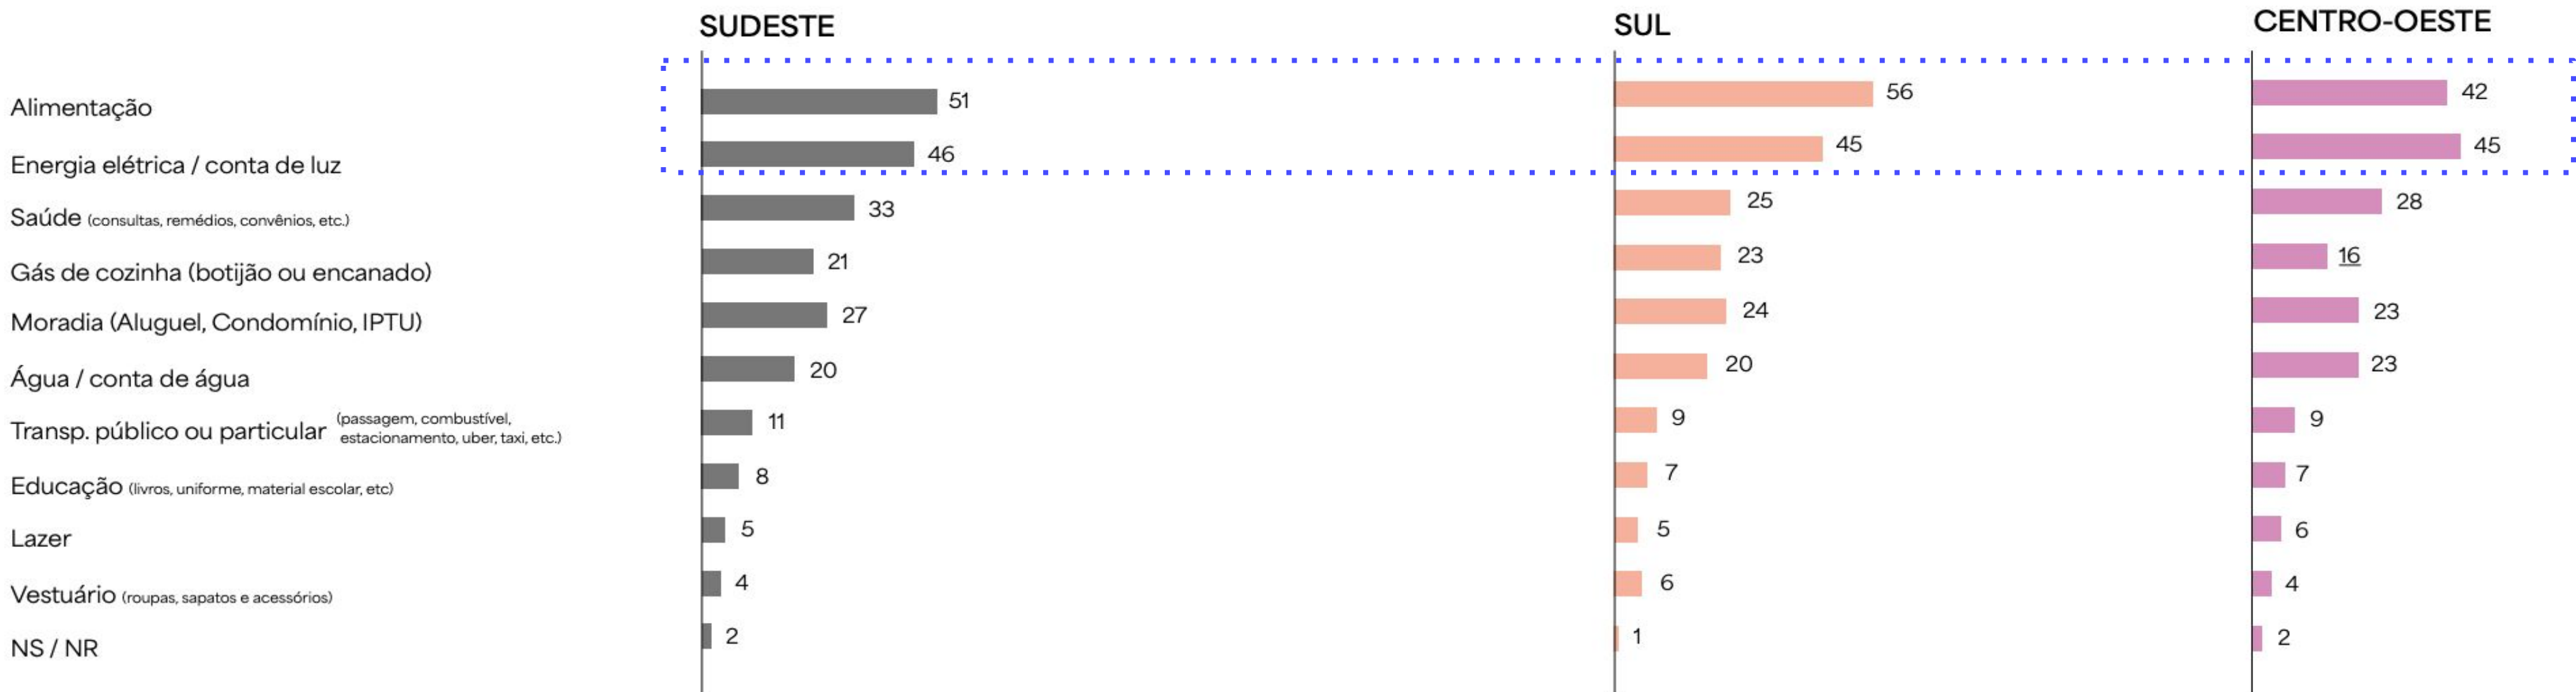 SUDESTE SUL CENTRO-OESTE
Alimentação 51 56 42
Energia elétrica / conta de luz 46 45 45
Saúde (consultas, remédios, convênios, etc.) 33 25 28
Gás de cozinha (botijão ou encanado) 21 23 16
Moradia (Aluguel, Condomínio, IPTU) 27 24 23
Água / conta de água 20 20 23
Transp. público ou particular (passagem, combustível,
estacionamento, uber, taxi, etc.) 11 9 9
Educação (livros, uniforme, material escolar, etc) 8 7 7
Lazer 5 5 6
Vestuário (roupas, sapatos e acessórios) 4 6 4
NS / NR 2 1 2